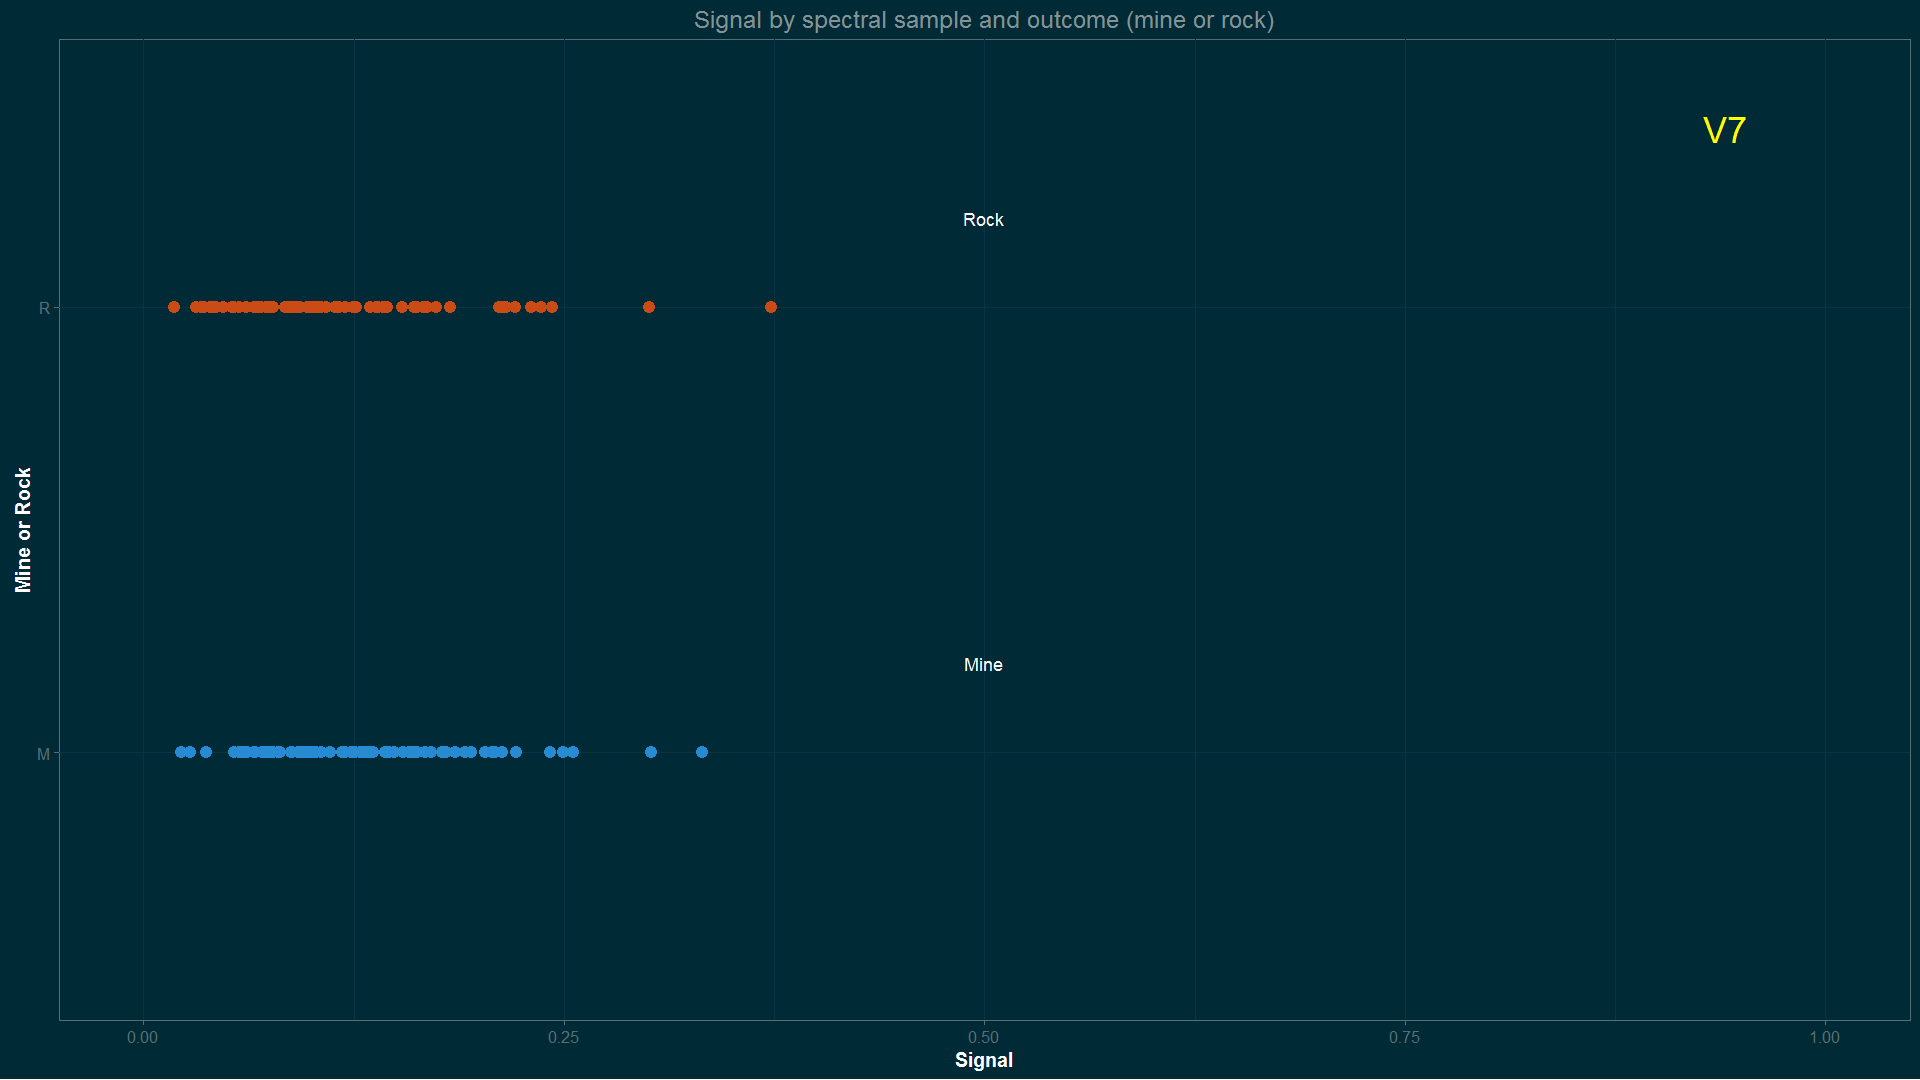 Signal by spectral sample and outcome (mine or rock)
V7
Rock
R
Mine or Rock
Mine
M
0.00 0.25 0.50 0.75 1.00
Signal